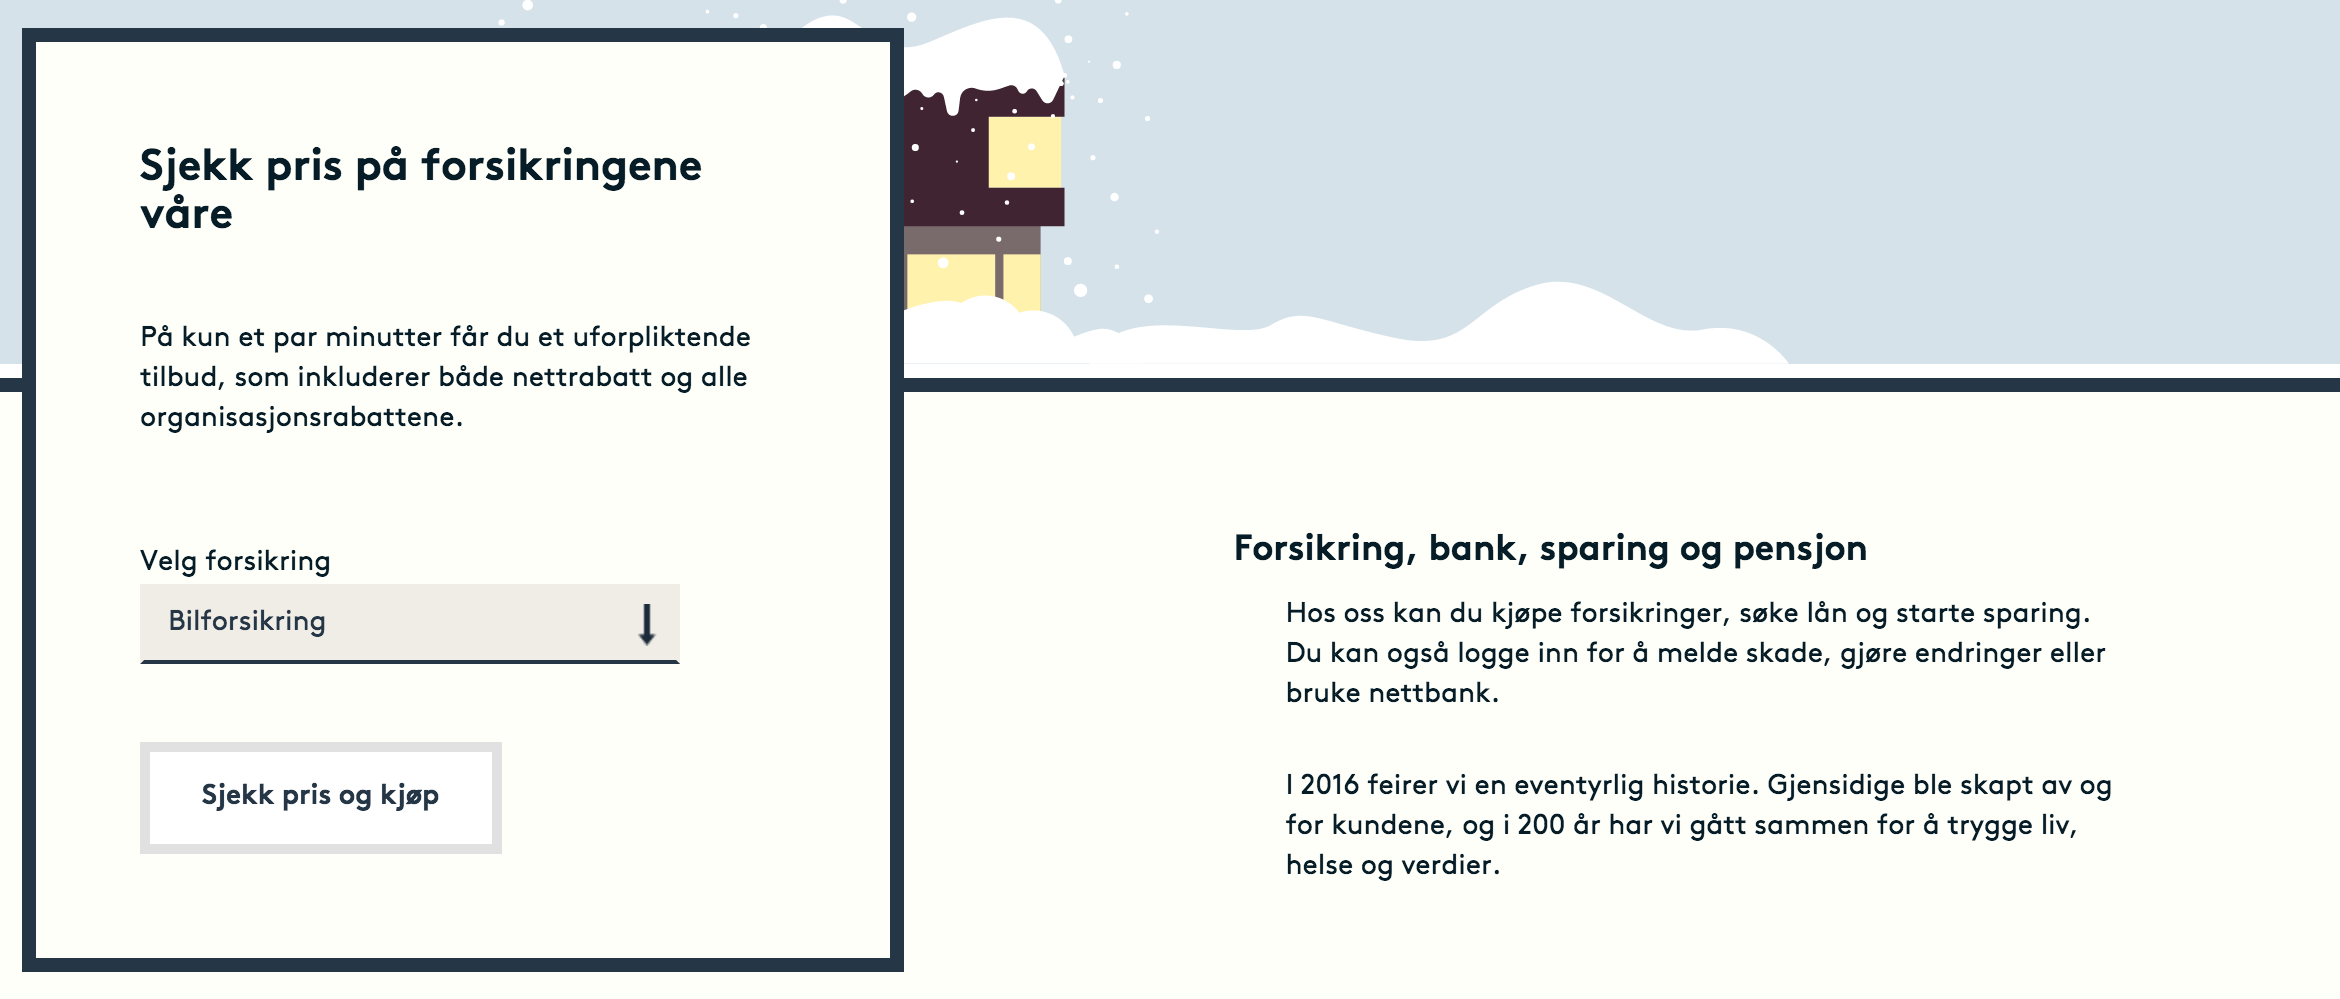 Sjekk pris på forsikringene
våre
På kun et par minutter får du et uforpliktende
tilbud, som inkluderer både nettrabatt og alle
organisasjonsrabattene.
Velg forsikring
Bilforsikring
Sjekk pris og kjøp
Forsikring, bank, sparing og pensjon
Hos oss kan du kjøpe forsikringer, søke lån og starte sparing.
Du kan også logge inn for å melde skade, gjøre endringer eller
bruke nettbank.
I 2016 feirer vi en eventyrlig historie. Gjensidige ble skapt av og
for kundene, og i 200 år har vi gått sammen for å trygge liv,
helse og verdier.